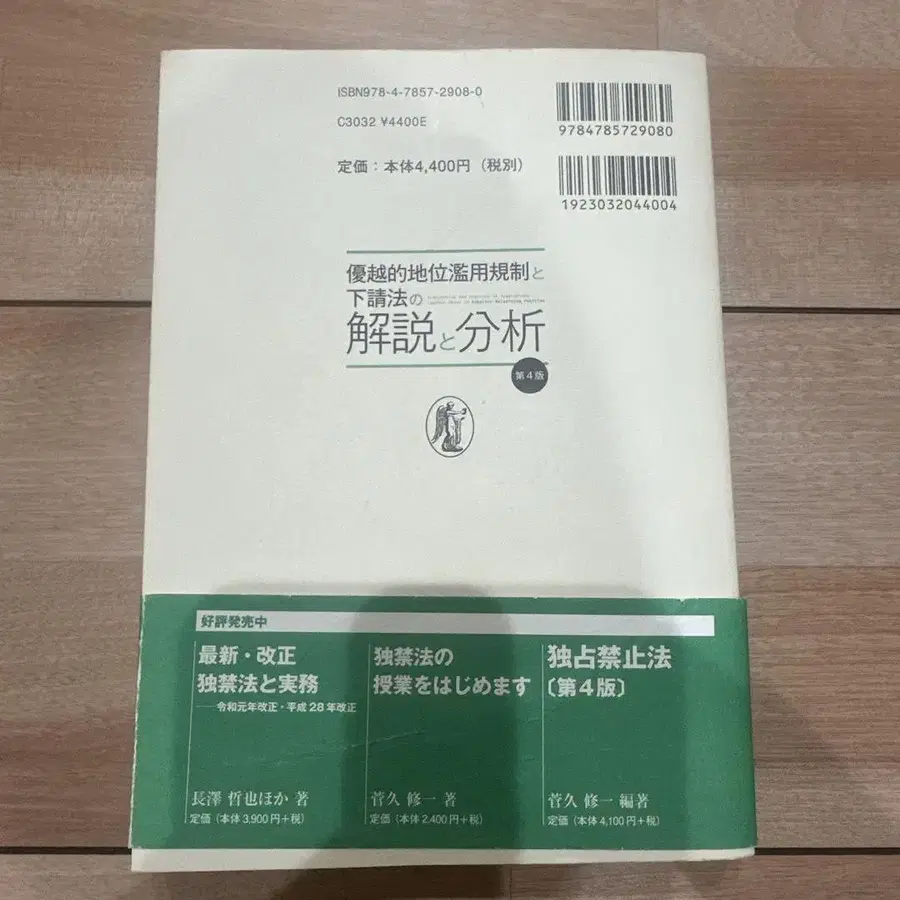 ISBN978-4-7857-2908-0
C3032 ¥4400E
定価：本体4,400円（税別）
9784785729080
1923032044004
優越的地位濫用規制と
下請法の
解説と分析
第4版
好評発売中
最新・改正
独禁法と実務
──令和元年改正・平成28年改正
長澤 哲也ほか 著
定価（本体3,900円+税）
独禁法の
授業をはじめます
菅久 修一 著
定価（本体2,400円+税）
独占禁止法
〔第4版〕
菅久 修一 編著
定価（本体4,100円+税）